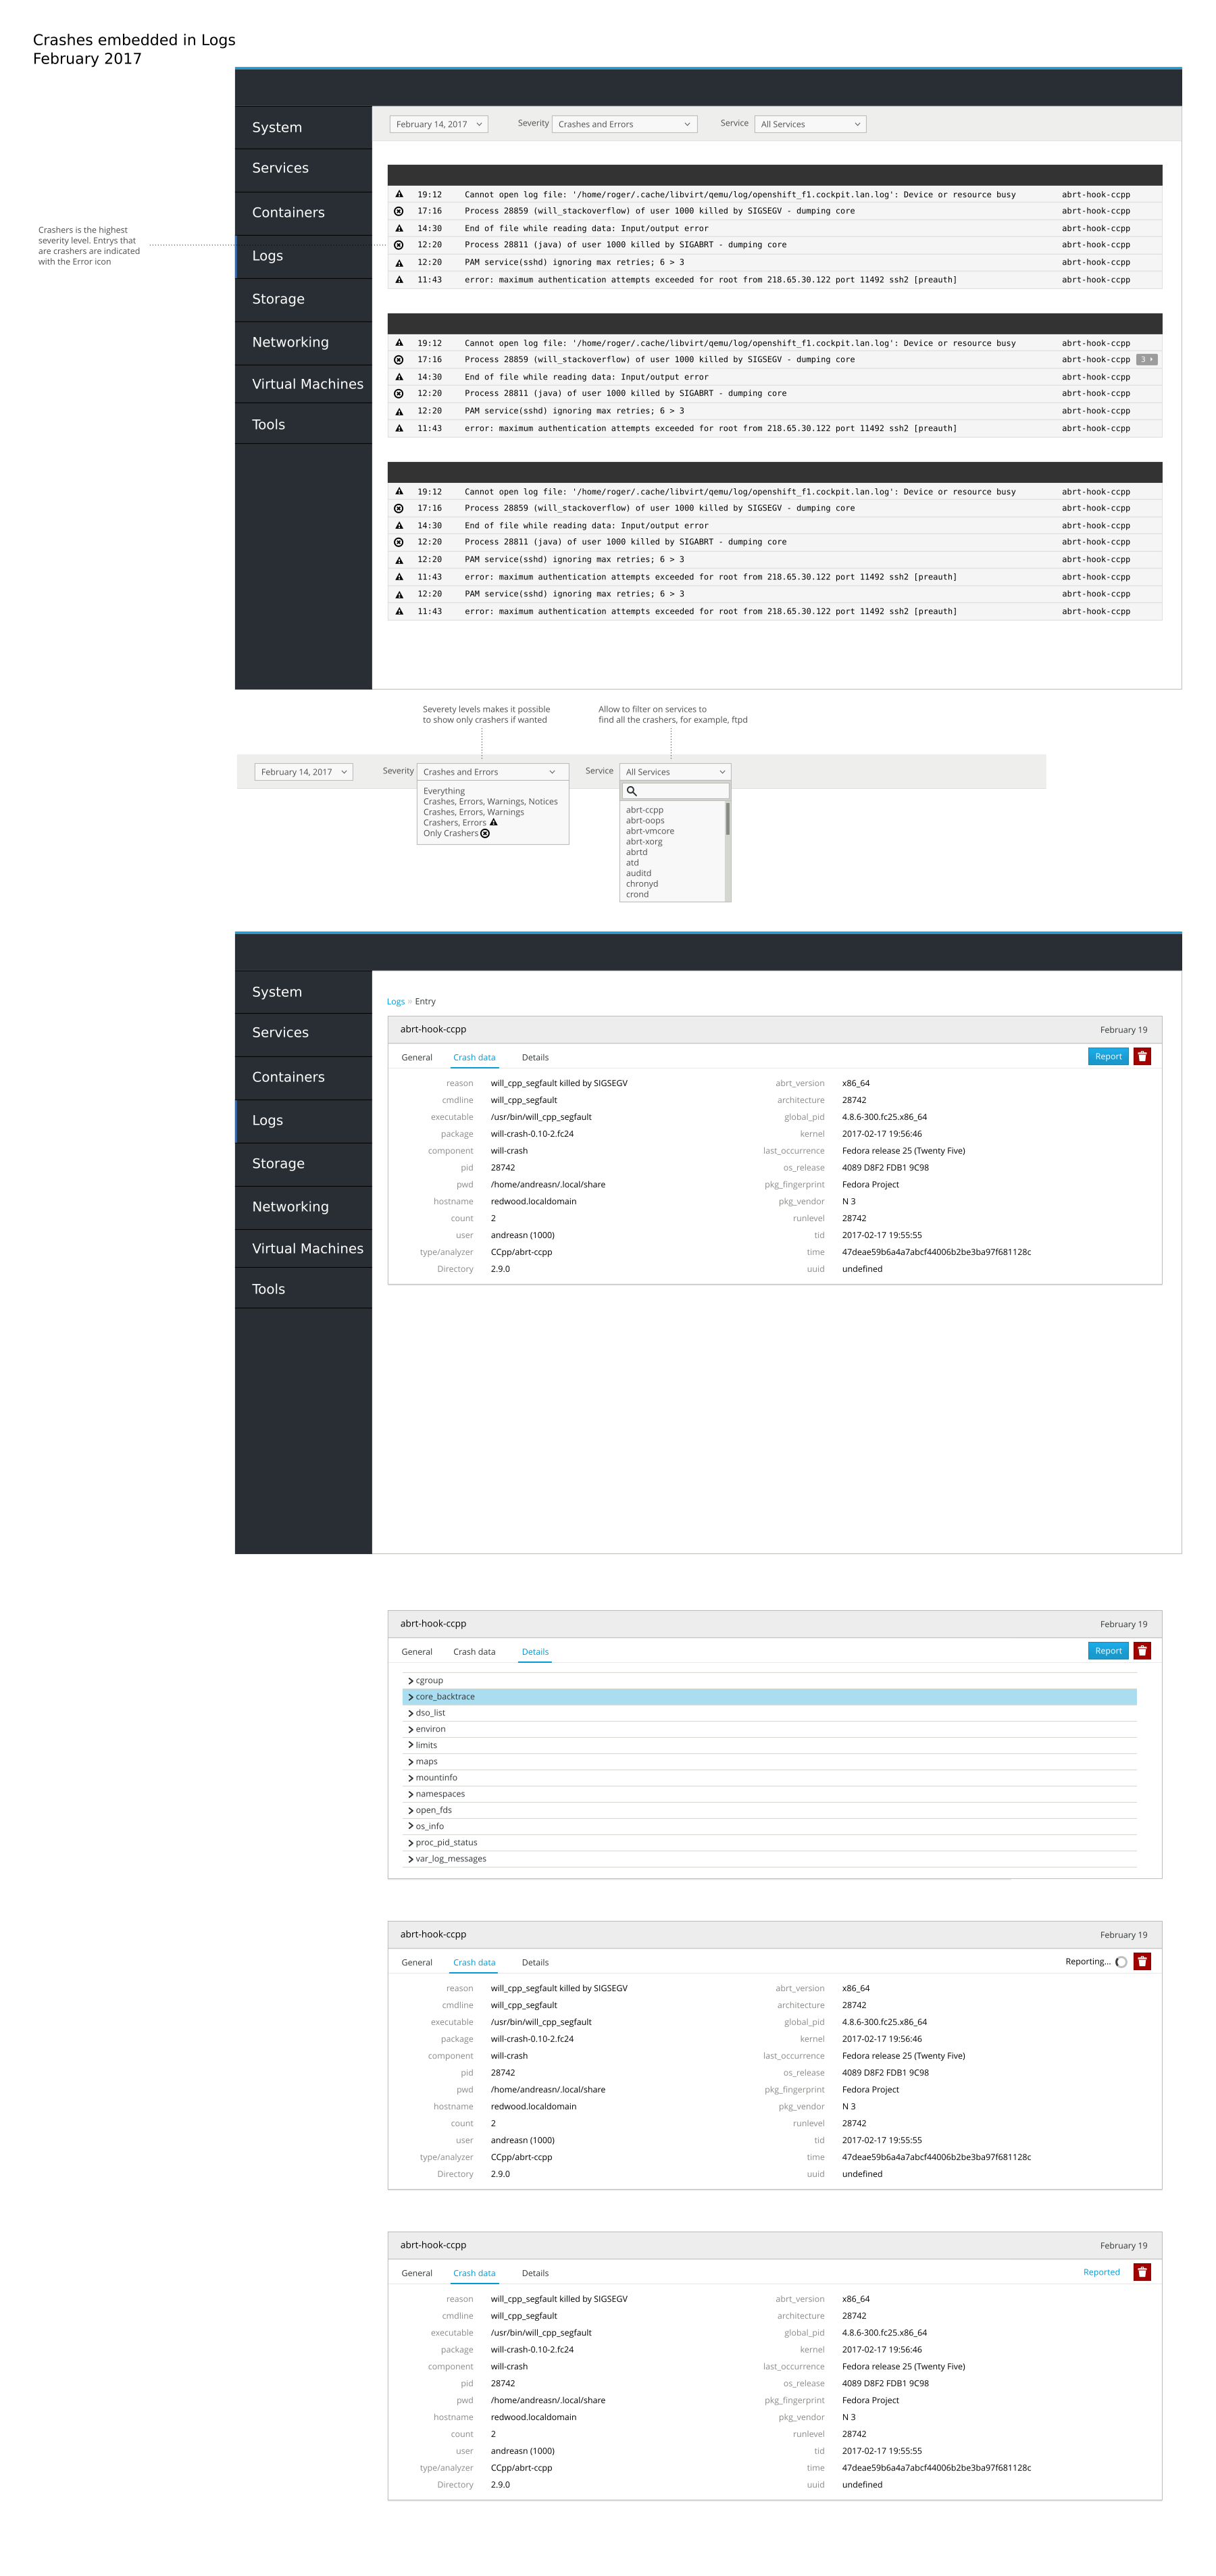 Crashes embedded in Logs
February 2017
System
Services
Containers
Logs
Storage
Networking
Virtual Machines
Tools
Crashers is the highest
severity level. Entrys that
are crashers are indicated
with the Error icon
February 14, 2017 Severity Crashes and Errors Service All Services
19:12 Cannot open log file: '/home/roger/.cache/libvirt/qemu/log/openshift_f1.cockpit.lan.log': Device or resource busy abrt-hook-ccpp
17:16 Process 28859 (will_stackoverflow) of user 1000 killed by SIGSEGV - dumping core abrt-hook-ccpp
14:30 End of file while reading data: Input/output error abrt-hook-ccpp
12:20 Process 28811 (java) of user 1000 killed by SIGABRT - dumping core abrt-hook-ccpp
12:20 PAM service(sshd) ignoring max retries; 6 > 3 abrt-hook-ccpp
11:43 error: maximum authentication attempts exceeded for root from 218.65.30.122 port 11492 ssh2 [preauth] abrt-hook-ccpp
19:12 Cannot open log file: '/home/roger/.cache/libvirt/qemu/log/openshift_f1.cockpit.lan.log': Device or resource busy abrt-hook-ccpp
17:16 Process 28859 (will_stackoverflow) of user 1000 killed by SIGSEGV - dumping core abrt-hook-ccpp 3
14:30 End of file while reading data: Input/output error abrt-hook-ccpp
12:20 Process 28811 (java) of user 1000 killed by SIGABRT - dumping core abrt-hook-ccpp
12:20 PAM service(sshd) ignoring max retries; 6 > 3 abrt-hook-ccpp
11:43 error: maximum authentication attempts exceeded for root from 218.65.30.122 port 11492 ssh2 [preauth] abrt-hook-ccpp
19:12 Cannot open log file: '/home/roger/.cache/libvirt/qemu/log/openshift_f1.cockpit.lan.log': Device or resource busy abrt-hook-ccpp
17:16 Process 28859 (will_stackoverflow) of user 1000 killed by SIGSEGV - dumping core abrt-hook-ccpp
14:30 End of file while reading data: Input/output error abrt-hook-ccpp
12:20 Process 28811 (java) of user 1000 killed by SIGABRT - dumping core abrt-hook-ccpp
12:20 PAM service(sshd) ignoring max retries; 6 > 3 abrt-hook-ccpp
11:43 error: maximum authentication attempts exceeded for root from 218.65.30.122 port 11492 ssh2 [preauth] abrt-hook-ccpp
12:20 PAM service(sshd) ignoring max retries; 6 > 3 abrt-hook-ccpp
11:43 error: maximum authentication attempts exceeded for root from 218.65.30.122 port 11492 ssh2 [preauth] abrt-hook-ccpp
Severety levels makes it possible
to show only crashers if wanted
Allow to filter on services to
find all the crashers, for example, ftpd
February 14, 2017 Severity Crashes and Errors Service All Services
Everything
Crashes, Errors, Warnings, Notices
Crashes, Errors, Warnings
Crashers, Errors
Only Crashers
abrt-ccpp
abrt-oops
abrt-vmcore
abrt-xorg
abrtd
atd
auditd
chronyd
crond
System
Services
Containers
Logs
Storage
Networking
Virtual Machines
Tools
Logs » Entry
abrt-hook-ccpp February 19
General Crash data Details Report
reason will_cpp_segfault killed by SIGSEGV abrt_version x86_64
cmdline will_cpp_segfault architecture 28742
executable /usr/bin/will_cpp_segfault global_pid 4.8.6-300.fc25.x86_64
package will-crash-0.10-2.fc24 kernel 2017-02-17 19:56:46
component will-crash last_occurrence Fedora release 25 (Twenty Five)
pid 28742 os_release 4089 D8F2 FDB1 9C98
pwd /home/andreasn/.local/share pkg_fingerprint Fedora Project
hostname redwood.localdomain pkg_vendor N 3
count 2 runlevel 28742
user andreasn (1000) tid 2017-02-17 19:55:55
type/analyzer CCpp/abrt-ccpp time 47deae59b6a4a7abcf44006b2be3ba97f681128c
Directory 2.9.0 uuid undefined
abrt-hook-ccpp February 19
General Crash data Details Report
cgroup
core_backtrace
dso_list
environ
limits
maps
mountinfo
namespaces
open_fds
os_info
proc_pid_status
var_log_messages
abrt-hook-ccpp February 19
General Crash data Details Reporting...
reason will_cpp_segfault killed by SIGSEGV abrt_version x86_64
cmdline will_cpp_segfault architecture 28742
executable /usr/bin/will_cpp_segfault global_pid 4.8.6-300.fc25.x86_64
package will-crash-0.10-2.fc24 kernel 2017-02-17 19:56:46
component will-crash last_occurrence Fedora release 25 (Twenty Five)
pid 28742 os_release 4089 D8F2 FDB1 9C98
pwd /home/andreasn/.local/share pkg_fingerprint Fedora Project
hostname redwood.localdomain pkg_vendor N 3
count 2 runlevel 28742
user andreasn (1000) tid 2017-02-17 19:55:55
type/analyzer CCpp/abrt-ccpp time 47deae59b6a4a7abcf44006b2be3ba97f681128c
Directory 2.9.0 uuid undefined
abrt-hook-ccpp February 19
General Crash data Details Reported
reason will_cpp_segfault killed by SIGSEGV abrt_version x86_64
cmdline will_cpp_segfault architecture 28742
executable /usr/bin/will_cpp_segfault global_pid 4.8.6-300.fc25.x86_64
package will-crash-0.10-2.fc24 kernel 2017-02-17 19:56:46
component will-crash last_occurrence Fedora release 25 (Twenty Five)
pid 28742 os_release 4089 D8F2 FDB1 9C98
pwd /home/andreasn/.local/share pkg_fingerprint Fedora Project
hostname redwood.localdomain pkg_vendor N 3
count 2 runlevel 28742
user andreasn (1000) tid 2017-02-17 19:55:55
type/analyzer CCpp/abrt-ccpp time 47deae59b6a4a7abcf44006b2be3ba97f681128c
Directory 2.9.0 uuid undefined